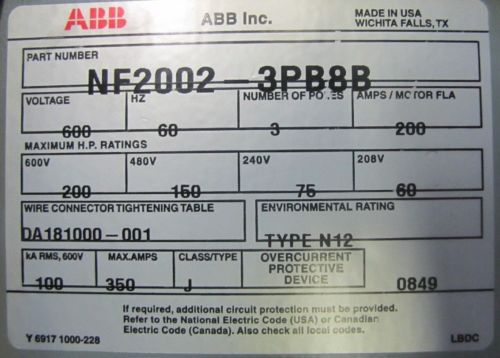 ABB ABB Inc. MADE IN USA
WICHITA FALLS, TX
PART NUMBER
NF2002-3PB8B
VOLTAGE HZ NUMBER OF POLES AMPS / MOTOR FLA
600 60 3 200
MAXIMUM H.P. RATINGS
600V 480V 240V 208V
200 150 75 60
WIRE CONNECTOR TIGHTENING TABLE ENVIRONMENTAL RATING
DA181000-001 TYPE N12
kA RMS, 600V MAX.AMPS CLASS/TYPE OVERCURRENT
PROTECTIVE
DEVICE
100 350 J 0849
If required, additional circuit protection must be provided.
Refer to the National Electric Code (USA) or Canadian
Electric Code (Canada). Also check all local codes.
Y 6917 1000-228 LBDC